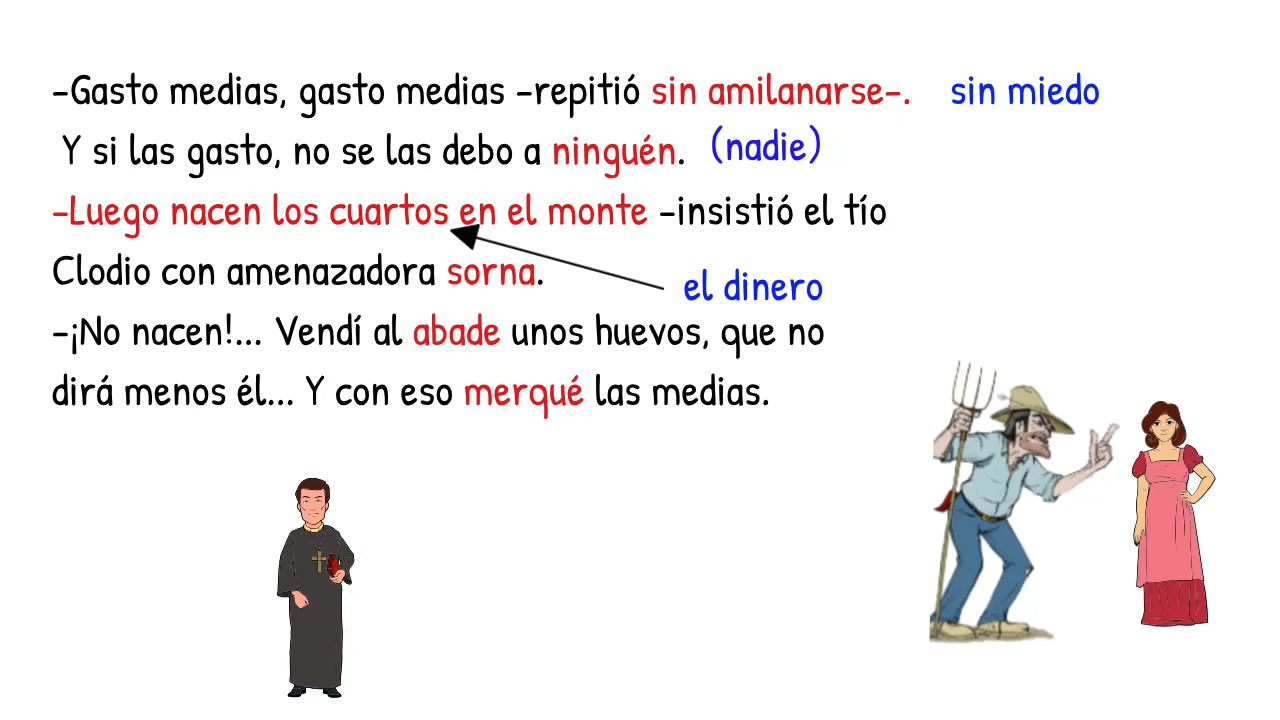 -Gasto medias, gasto medias -repitió sin amilanarse-. sin miedo
Y si las gasto, no se las debo a ninguén. (nadie)
-Luego nacen los cuartos en el monte -insistió el tío
Clodio con amenazadora sorna.
el dinero
-¡No nacen!... Vendí al abade unos huevos, que no
dirá menos él... Y con eso merqué las medias.